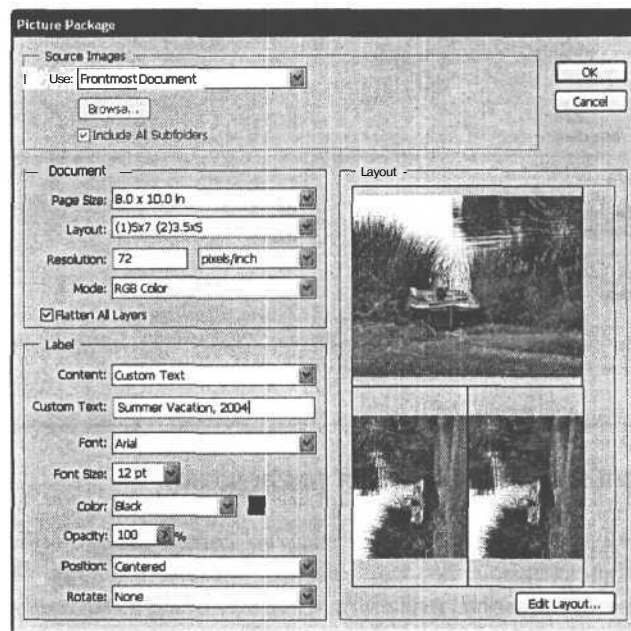 Picture Package
Source Images
Use: Frontmost Document
Browse...
Include All Subfolders
OK
Cancel
Document
Page Size: 8.0 x 10.0 in
Layout: (1)5x7 (2)3.5x5
Resolution: 72 pixels/inch
Mode: RGB Color
Flatten All Layers
Label
Content: Custom Text
Custom Text: Summer Vacation, 2004
Font: Arial
Font Size: 12 pt
Color: Black
Opacity: 100 %
Position: Centered
Rotate: None
Layout
Edit Layout...